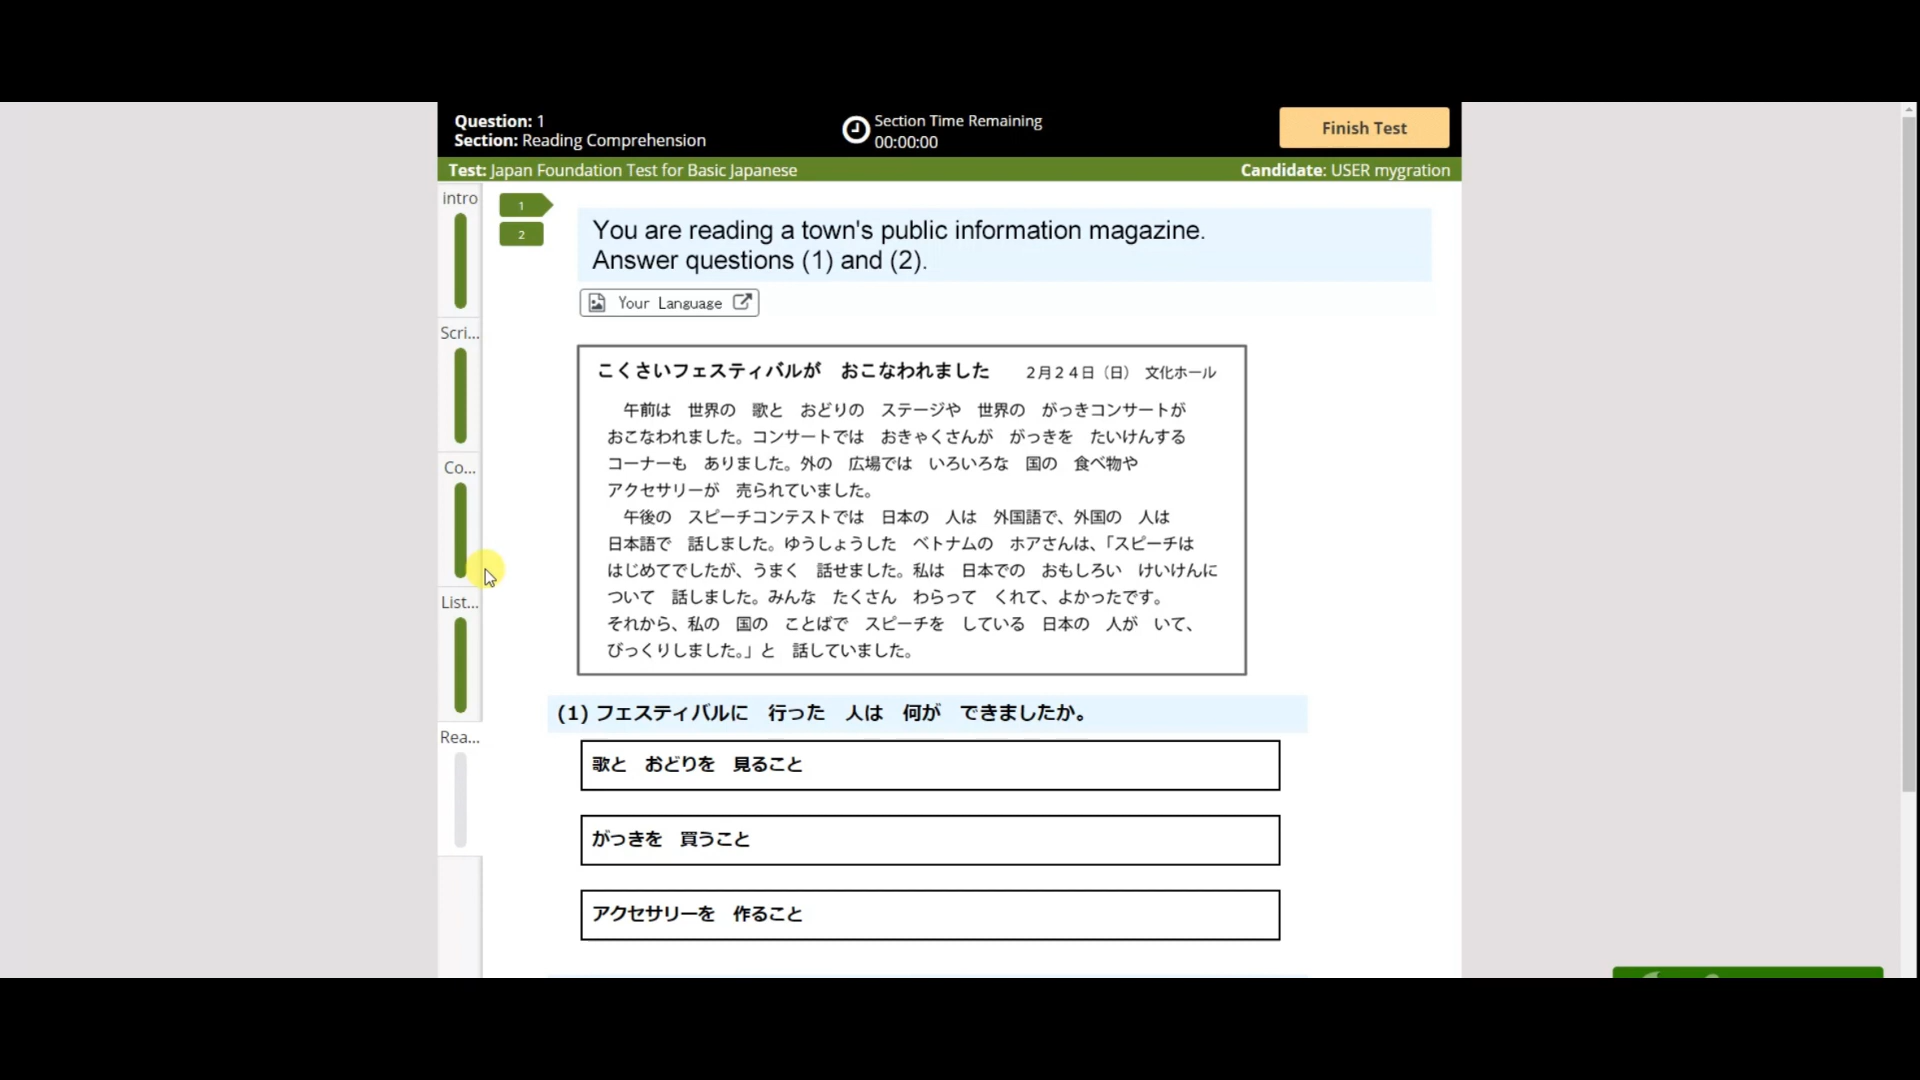 Question: 1
Section: Reading Comprehension
Section Time Remaining
00:00:00
Finish Test
Test: Japan Foundation Test for Basic Japanese
Candidate: USER mygration
intro
Scri...
Co...
List...
Rea...
1
2
You are reading a town's public information magazine.
Answer questions (1) and (2).
Your Language
こくさいフェスティバルが　おこなわれました　２月２４日（日）　文化ホール
午前は　世界の　歌と　おどりの　ステージや　世界の　がっきコンサートが
おこなわれました。コンサートでは　おきゃくさんが　がっきを　たいけんする
コーナーも　ありました。外の　広場では　いろいろな　国の　食べ物や
アクセサリーが　売られていました。
午後の　スピーチコンテストでは　日本の　人は　外国語で、外国の　人は
日本語で　話しました。ゆうしょうした　ベトナムの　ホアさんは、「スピーチは
はじめてでしたが、うまく　話せました。私は　日本での　おもしろい　けいけんに
ついて　話しました。みんな　たくさん　わらって　くれて、よかったです。
それから、私の　国の　ことばで　スピーチを　している　日本の　人が　いて、
びっくりしました。」と　話していました。
(1) フェスティバルに　行った　人は　何が　できましたか。
歌と　おどりを　見ること
がっきを　買うこと
アクセサリーを　作ること